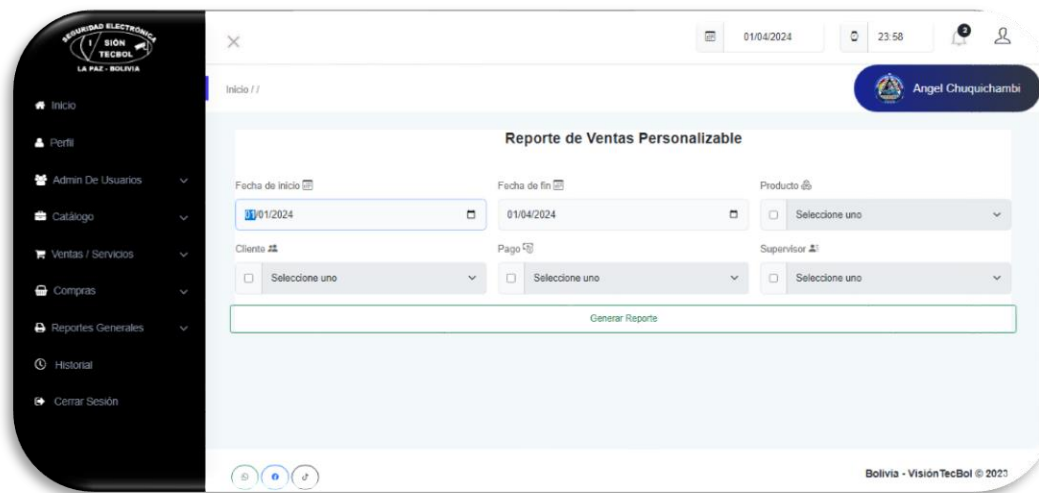 SEGURIDAD ELECTRÓNICA
SIÓN
TECBOL
LA PAZ - BOLIVIA
01/04/2024
23:58
Inicio / /
Angel Chuquichambi
Inicio
Perfil
Admin De Usuarios
Catálogo
Ventas / Servicios
Compras
Reportes Generales
Historial
Cerrar Sesión
Reporte de Ventas Personalizable
Fecha de inicio Fecha de fin Producto
01/01/2024 01/04/2024 Seleccione uno
Cliente Pago Supervisor
Seleccione uno Seleccione uno Seleccione uno
Generar Reporte
Bolivia - VisiónTecBol © 2023